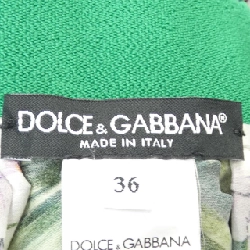 DOLCE & GABBANA®
MADE IN ITALY
36
DOLCE & GABBANA